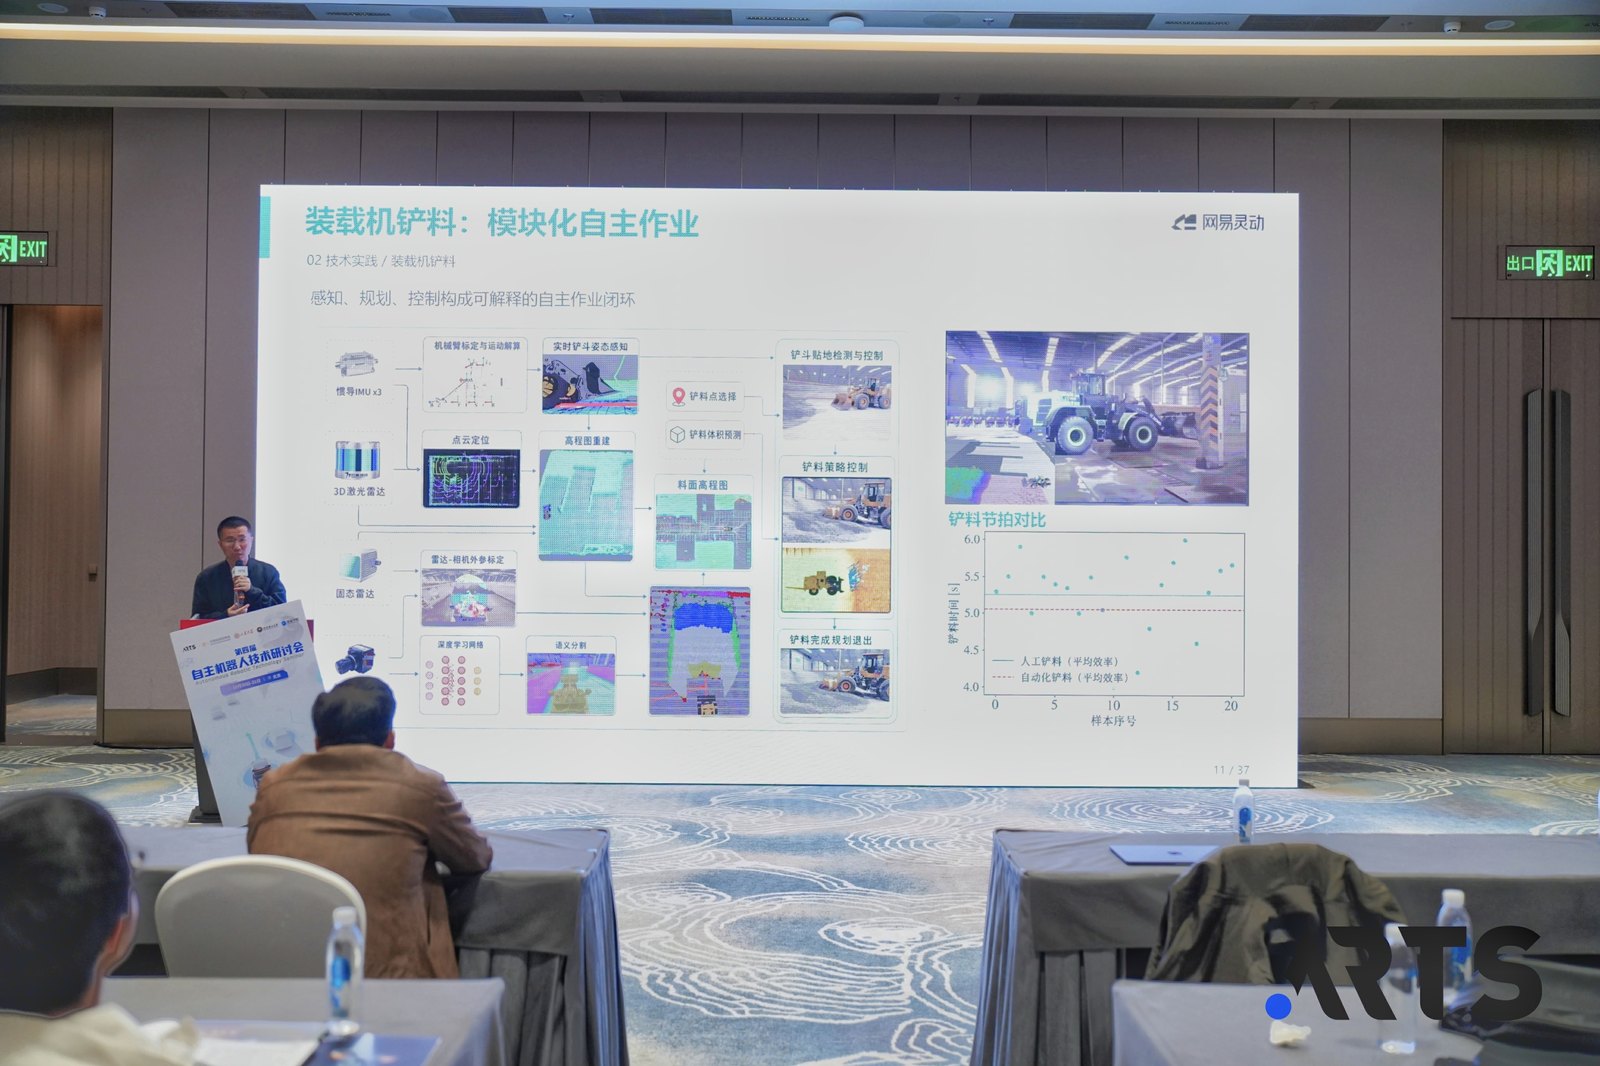 装载机铲料：模块化自主作业
网易灵动
02 技术实践 / 装载机铲料
感知、规划、控制构成可解释的自主作业闭环
惯导IMU x3
3D激光雷达
固态雷达
机械臂标定与运动解算
点云定位
雷达-相机外参标定
深度学习网络
实时铲斗姿态感知
高程图重建
语义分割
铲料点选择
铲料体积预测
料面高程图
铲斗贴地检测与控制
铲料策略控制
铲料完成规划退出
铲料节拍对比
铲料时间 [s]
6.0
5.5
5.0
4.5
4.0
人工铲料（平均效率）
自动化铲料（平均效率）
0
5
10
15
20
样本序号
11 / 37
EXIT
出口
EXIT
ARTS
第四届
自主机器人技术研讨会
Autonomous Robotic Technology Seminar
ARTS